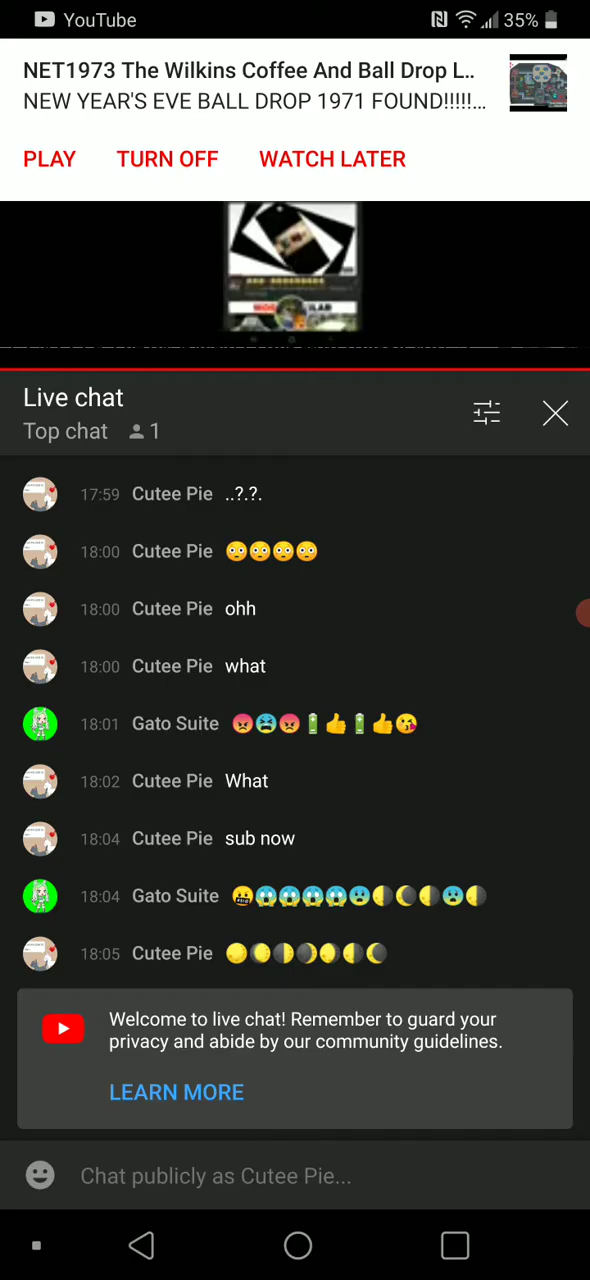 YouTube
35%
NET1973 The Wilkins Coffee And Ball Drop L..
NEW YEAR'S EVE BALL DROP 1971 FOUND!!!!!...
PLAY TURN OFF WATCH LATER
Live chat
Top chat 1
17:59 Cutee Pie ..?.?.
18:00 Cutee Pie 😳😳😳😳
18:00 Cutee Pie ohh
18:00 Cutee Pie what
18:01 Gato Suite 😡😫😡🔋👍🔋👍😘
18:02 Cutee Pie What
18:04 Cutee Pie sub now
18:04 Gato Suite 🤬😱😱😱😱😨🌗🌘🌗😨🌗
18:05 Cutee Pie 🌕🌖🌗🌒🌔🌗🌘
Welcome to live chat! Remember to guard your
privacy and abide by our community guidelines.
LEARN MORE
Chat publicly as Cutee Pie...